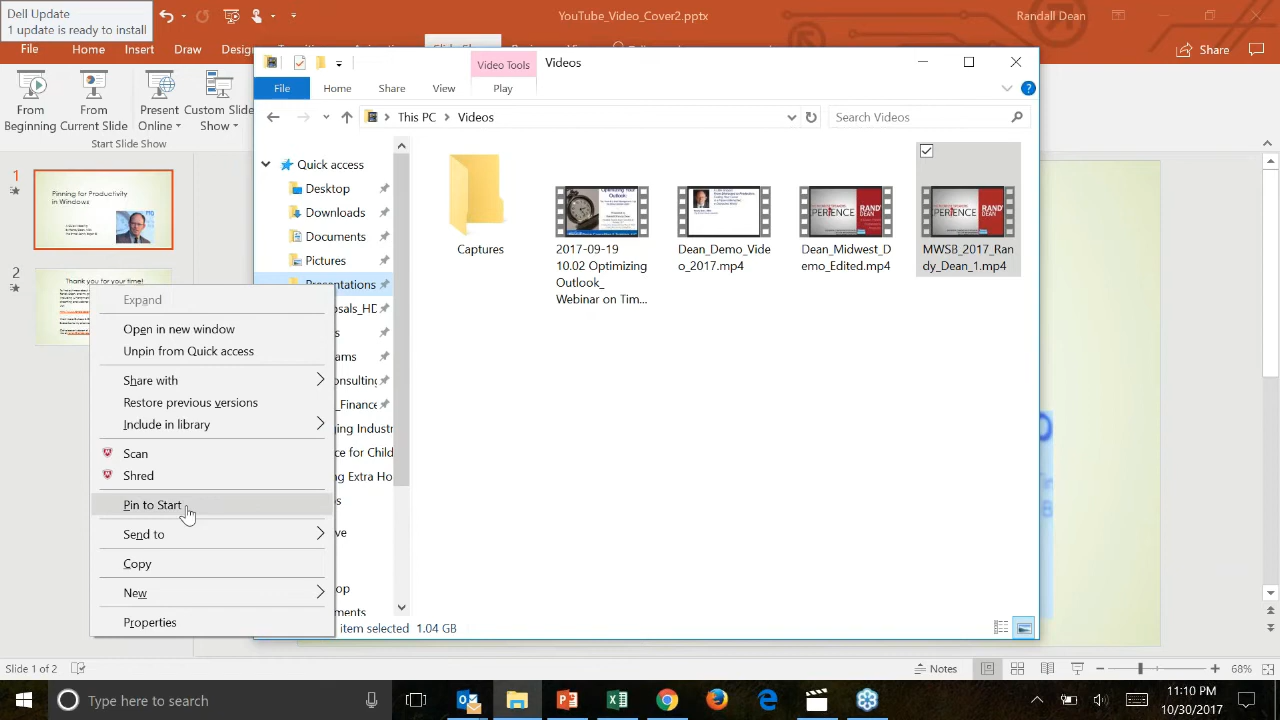 Dell Update
1 update is ready to install
YouTube_Video_Cover2.pptx
Randall Dean
File
Home
Insert
Draw
Share
From Beginning
From Current Slide
Present Online
Custom Slide Show
Start Slide Show
Video Tools
Videos
File
Home
Share
View
Play
This PC
Videos
Search Videos
Quick access
Desktop
Downloads
Documents
Pictures
Presentations
Captures
2017-09-19
10.02 Optimizing
Outlook_
Webinar on Tim...
Dean_Demo_Vide
o_2017.mp4
Dean_Midwest_D
emo_Edited.mp4
MWSB_2017_Ran
dy_Dean_1.mp4
1
Pinning for Productivity
in Windows
2
Thank you for your time!
Expand
Open in new window
Unpin from Quick access
Share with
Restore previous versions
Include in library
Scan
Shred
Pin to Start
Send to
Copy
New
Properties
item selected
1.04 GB
Slide 1 of 2
Notes
68%
Type here to search
11:10 PM
10/30/2017